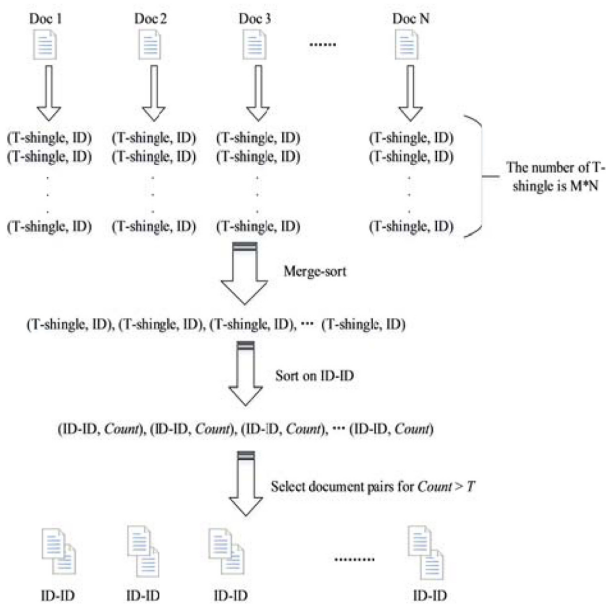 Doc 1 Doc 2 Doc 3 ...... Doc N
(T-shingle, ID) (T-shingle, ID) (T-shingle, ID) (T-shingle, ID)
(T-shingle, ID) (T-shingle, ID) (T-shingle, ID) (T-shingle, ID)
. . . .
. . . .
. . . .
(T-shingle, ID) (T-shingle, ID) (T-shingle, ID) (T-shingle, ID)
The number of T-
shingle is M*N
Merge-sort
(T-shingle, ID), (T-shingle, ID), (T-shingle, ID), ··· (T-shingle, ID)
Sort on ID-ID
(ID-ID, Count), (ID-ID, Count), (ID-ID, Count), ··· (ID-ID, Count)
Select document pairs for Count > T
.........
ID-ID ID-ID ID-ID ID-ID